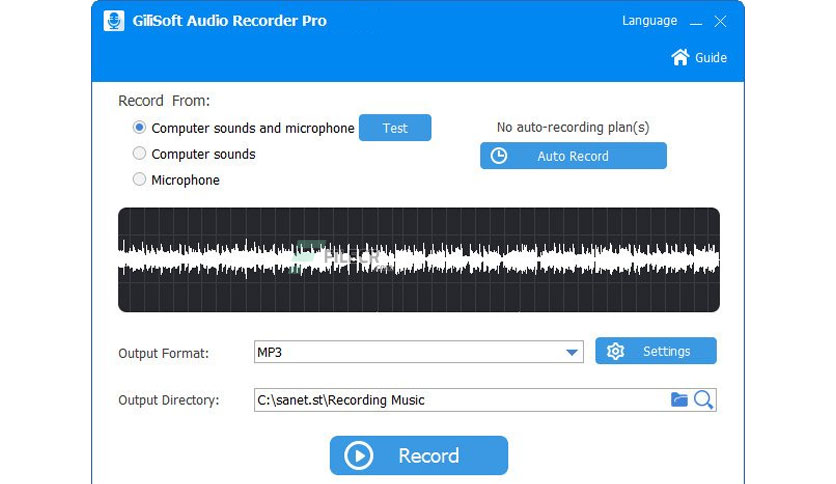 GiliSoft Audio Recorder Pro
Language
Guide
Record From:
Computer sounds and microphone
Test
No auto-recording plan(s)
Computer sounds
Auto Record
Microphone
FILECR
Output Format:
MP3
Settings
Output Directory:
C:\sanet.st\Recording Music
Record